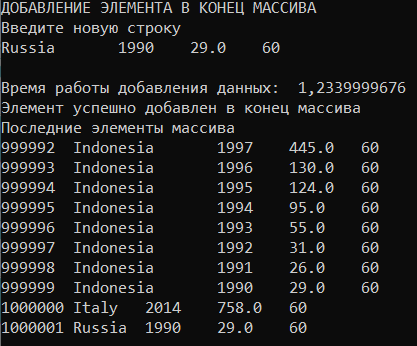 ДОБАВЛЕНИЕ ЭЛЕМЕНТА В КОНЕЦ МАССИВА
Введите новую строку
Russia 1990 29.0 60
Время работы добавления данных: 1,2339999676
Элемент успешно добавлен в конец массива
Последние элементы массива
999992 Indonesia 1997 445.0 60
999993 Indonesia 1996 130.0 60
999994 Indonesia 1995 124.0 60
999995 Indonesia 1994 95.0 60
999996 Indonesia 1993 55.0 60
999997 Indonesia 1992 31.0 60
999998 Indonesia 1991 26.0 60
999999 Indonesia 1990 29.0 60
1000000 Italy 2014 758.0 60
1000001 Russia 1990 29.0 60